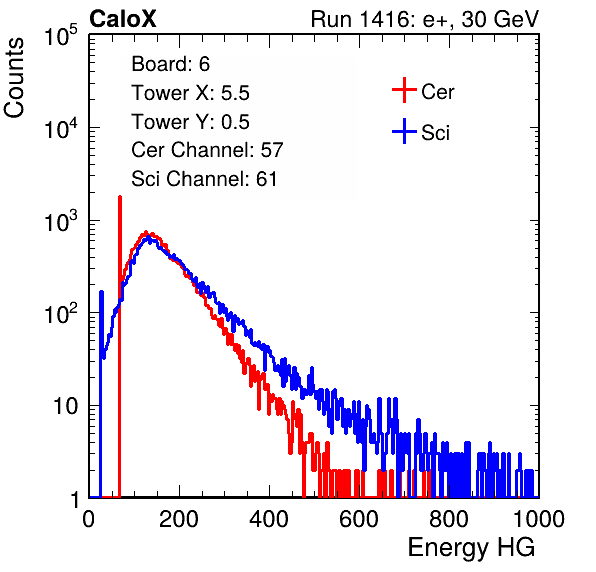 CaloX Run 1416: e+, 30 GeV
Counts
Board: 6
Tower X: 5.5
Tower Y: 0.5
Cer Channel: 57
Sci Channel: 61
Cer
Sci
10^5
10^4
10^3
10^2
10
1
0 200 400 600 800 1000
Energy HG